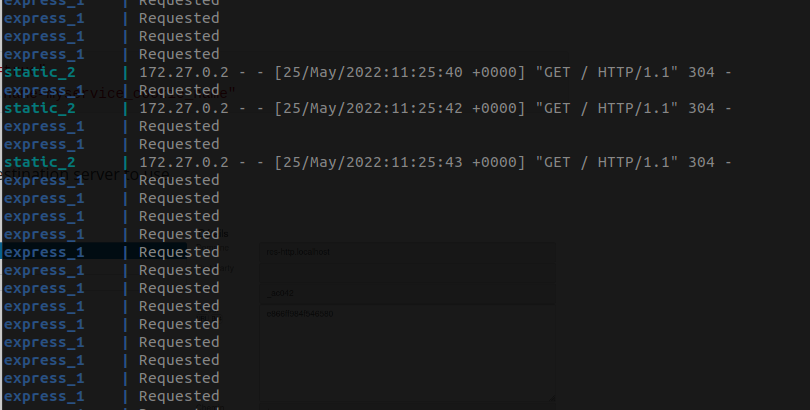 express_1 | Requested
express_1 | Requested
express_1 | Requested
express_1 | Requested
static_2 | 172.27.0.2 - - [25/May/2022:11:25:40 +0000] "GET / HTTP/1.1" 304 -
express_1 | Requested
static_2 | 172.27.0.2 - - [25/May/2022:11:25:42 +0000] "GET / HTTP/1.1" 304 -
express_1 | Requested
express_1 | Requested
static_2 | 172.27.0.2 - - [25/May/2022:11:25:43 +0000] "GET / HTTP/1.1" 304 -
estination server to use
express_1 | Requested
express_1 | Requested
express_1 | Requested
express_1 | Requested
express_1 | Requested
express_1 | Requested
express_1 | Requested
express_1 | Requested
express_1 | Requested
express_1 | Requested
express_1 | Requested
express_1 | Requested
express_1 | Requested